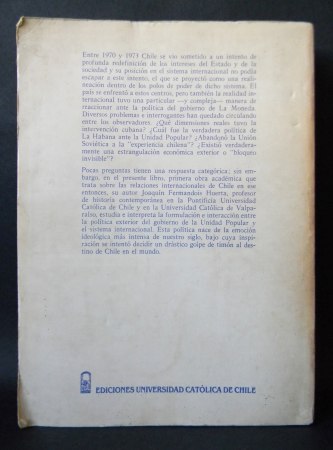 Entre 1970 y 1973 Chile se vio sometido a un intento de
profunda redefinición de los intereses del Estado y de la
sociedad y su posición en el sistema internacional no podía
escapar a este intento, el que se proyectó como una reali-
neación dentro de los polos de poder de dicho sistema. El
país se enfrentó a estos centros, pero también la realidad in-
ternacional tuvo una particular —y compleja— manera de
reaccionar ante la política del gobierno de La Moneda.
Diversos problemas e interrogantes han quedado circulando
entre los observadores. ¿Qué dimensiones reales tuvo la
intervención cubana? ¿Cuál fue la verdadera política de
La Habana ante la Unidad Popular? ¿Abandonó la Unión
Soviética a la "experiencia chilena"? ¿Existió verdadera-
mente una estrangulación económica exterior o "bloqueo
invisible"?
Pocas preguntas tienen una respuesta categórica; sin em-
bargo, en el presente libro, primera obra académica que
trata sobre las relaciones internacionales de Chile en ese
entonces, su autor Joaquín Fermandois Huerta, profesor
de historia contemporánea en la Pontificia Universidad
Católica de Chile y en la Universidad Católica de Valpa-
raíso, estudia e interpreta la formulación e interacción entre
la política exterior del gobierno de la Unidad Popular y
el sistema internacional. Esta política nace de la emoción
ideológica más intensa de nuestro siglo, bajo cuya inspi-
ración se intentó decidir un drástico golpe de timón al des-
tino de Chile en el mundo.
EDICIONES UNIVERSIDAD CATÓLICA DE CHILE